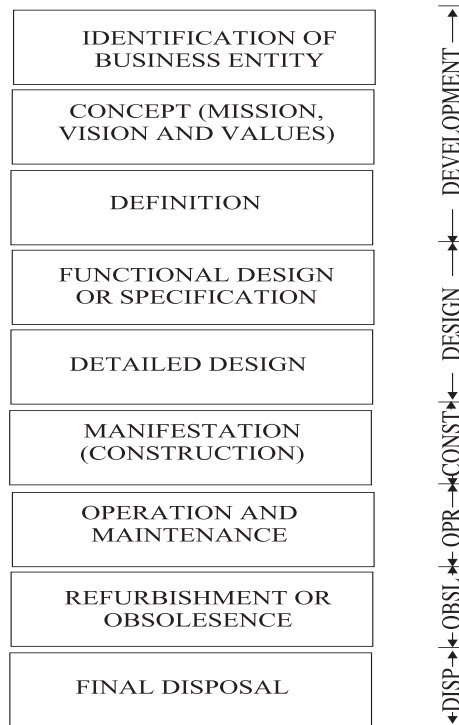 IDENTIFICATION OF
BUSINESS ENTITY
CONCEPT (MISSION,
VISION AND VALUES)
DEFINITION
FUNCTIONAL DESIGN
OR SPECIFICATION
DETAILED DESIGN
MANIFESTATION
(CONSTRUCTION)
OPERATION AND
MAINTENANCE
REFURBISHMENT OR
OBSOLESENCE
FINAL DISPOSAL
DEVELOPMENT
DESIGN
CONST
OPR
OBSL
DISP